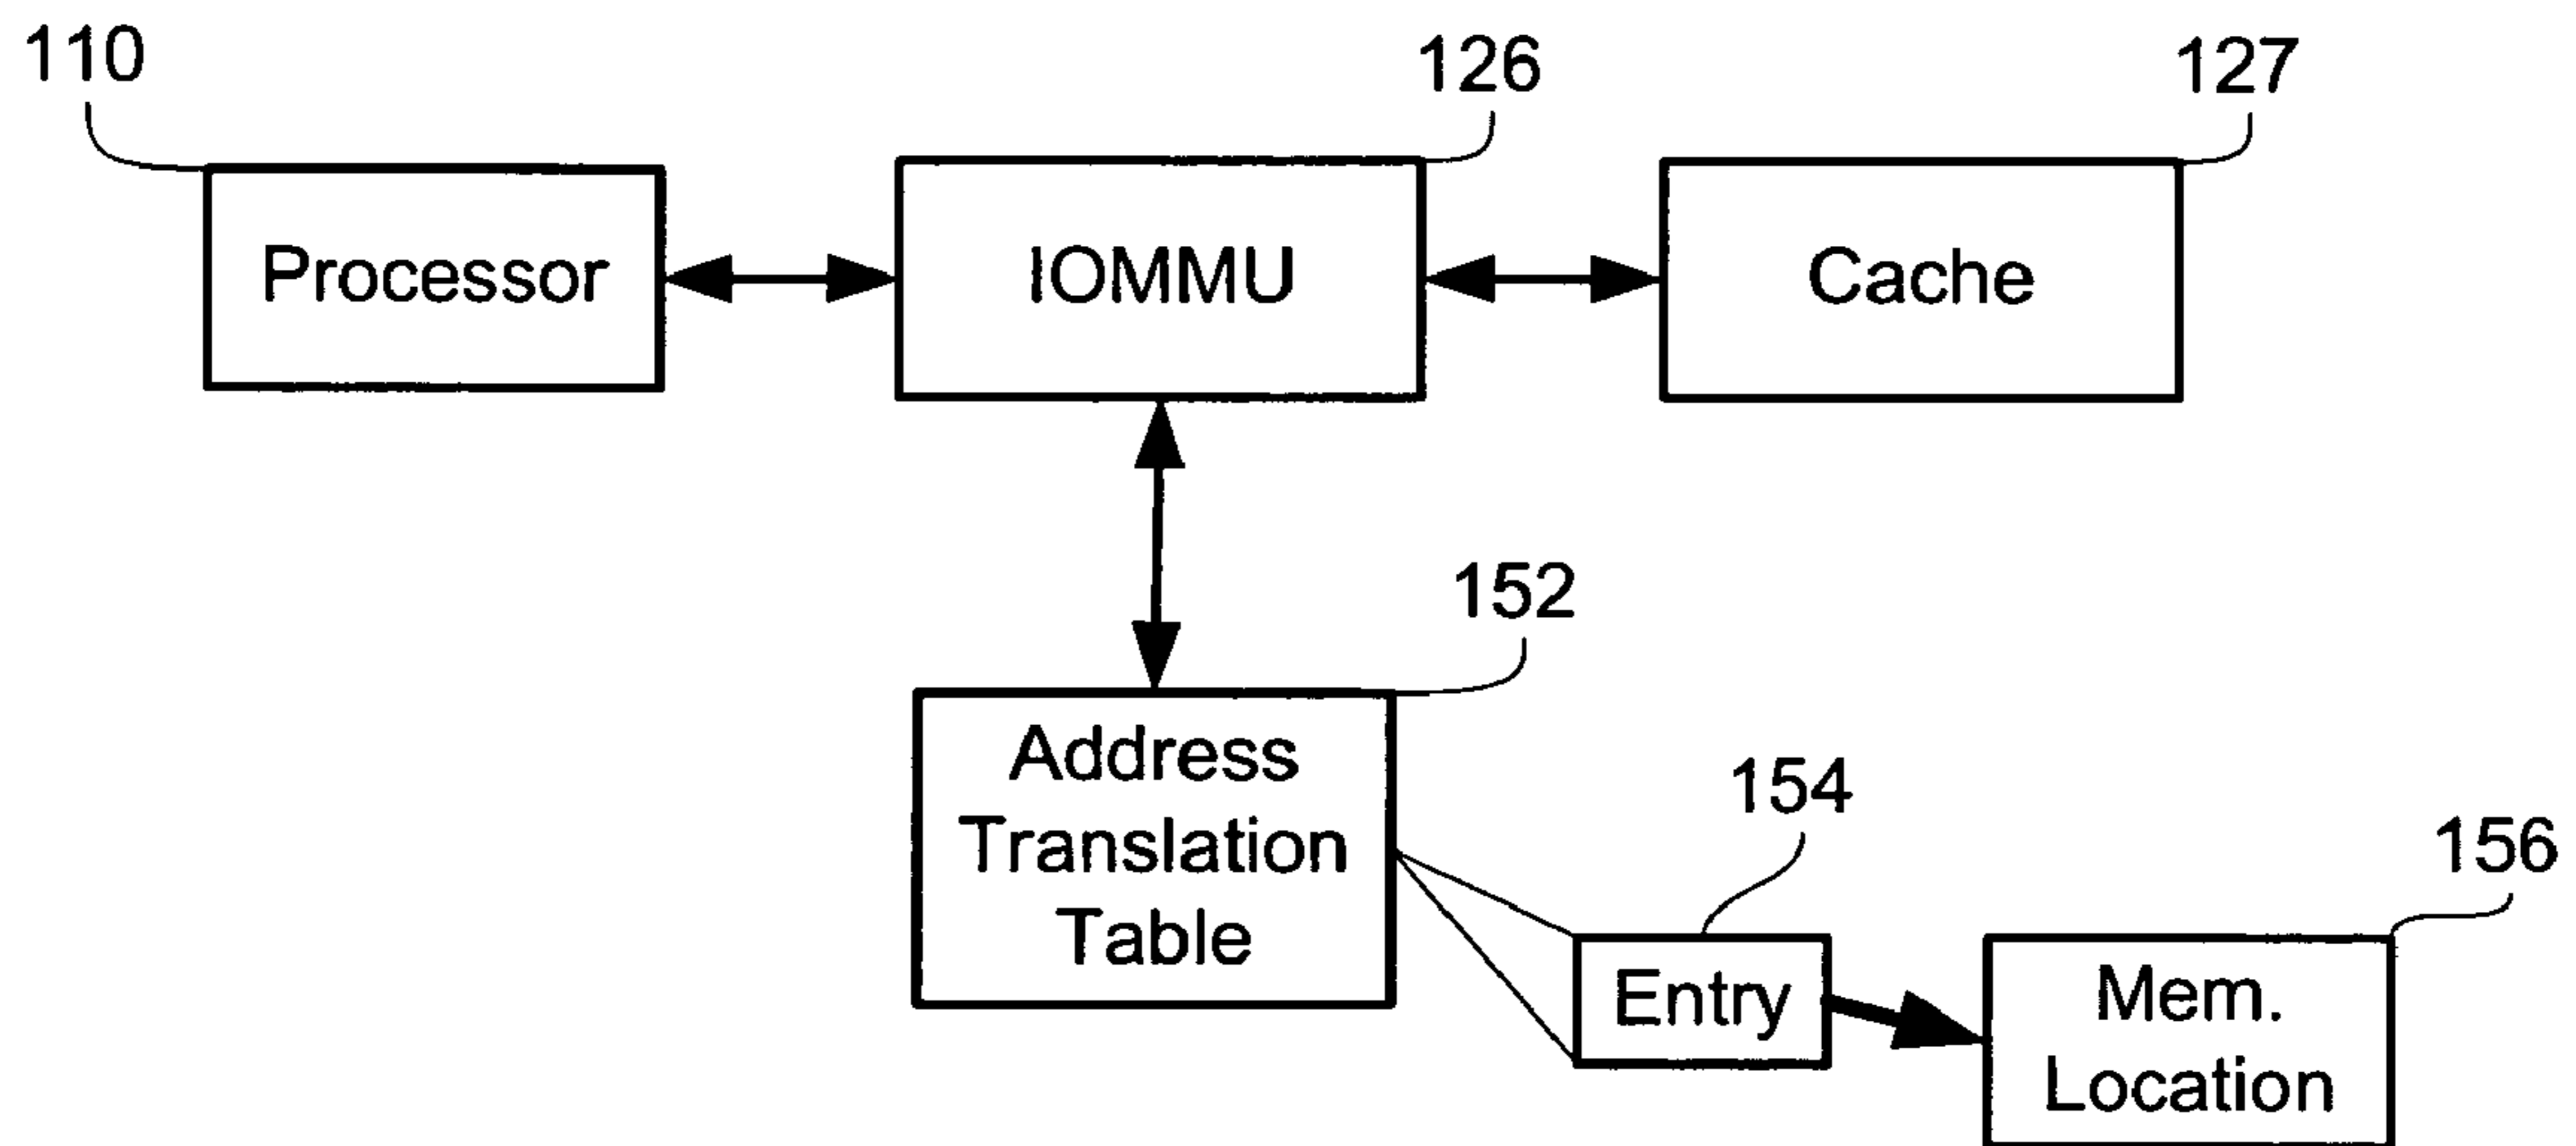 110
126
127
Processor
IOMMU
Cache
152
Address
Translation
Table
154
Entry
156
Mem.
Location